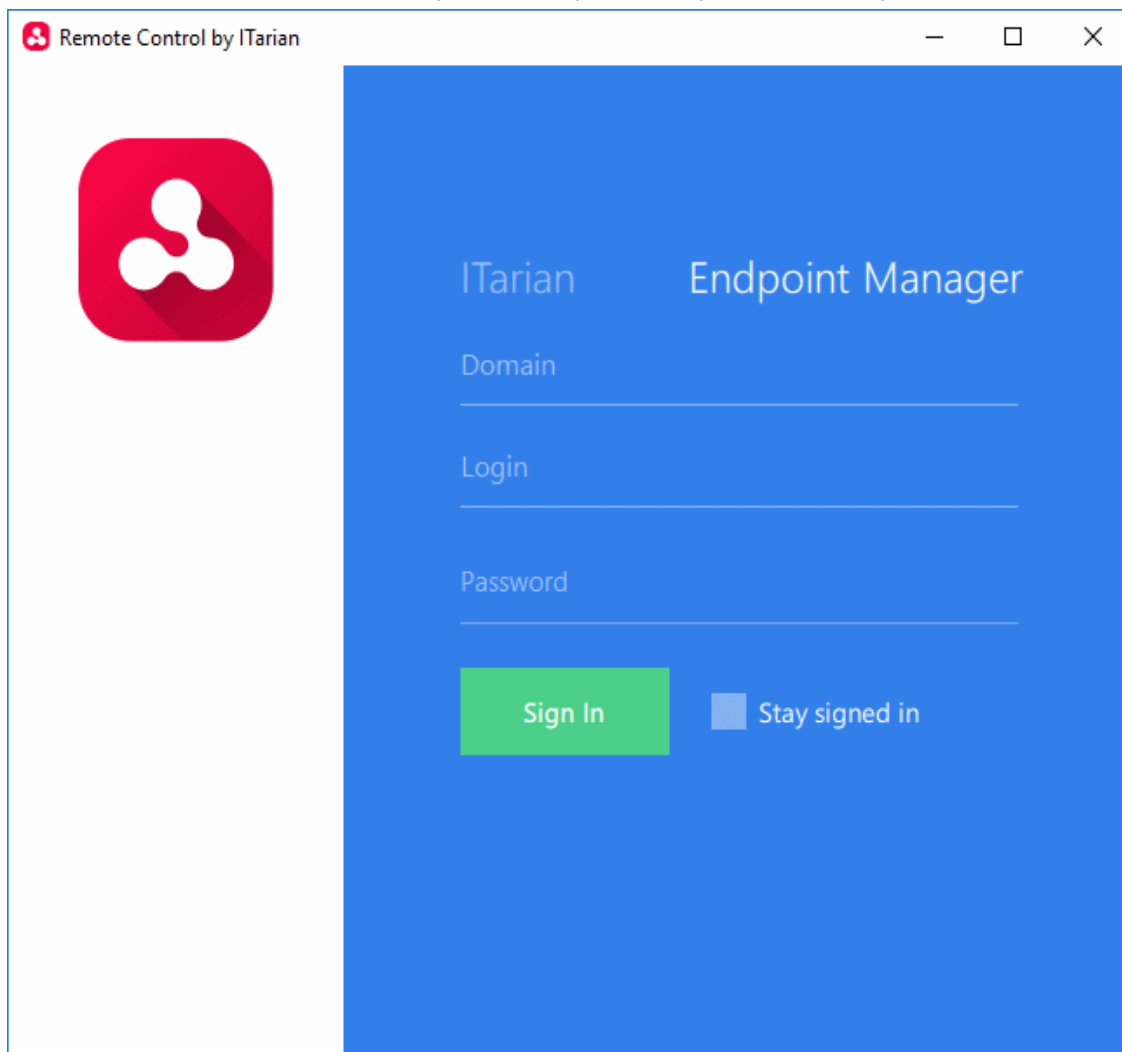 Remote Control by ITarian
ITarian Endpoint Manager
Domain
Login
Password
Sign In Stay signed in